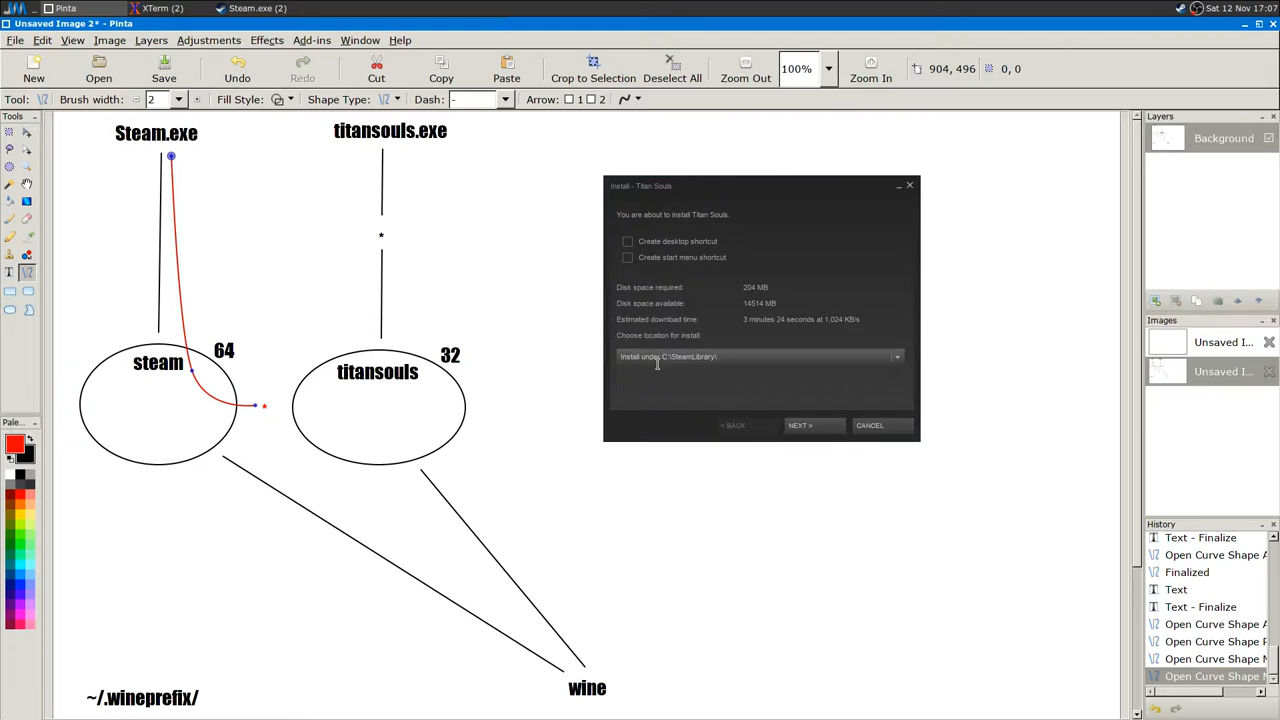 Pinta
XTerm (2)
Steam.exe (2)
Sat 12 Nov 17:07
Unsaved Image 2* - Pinta
File Edit View Image Layers Adjustments Effects Add-ins Window Help
New Open Save Undo Redo Cut Copy Paste Crop to Selection Deselect All Zoom Out 100% Zoom In 904, 496 0, 0
Tool: Brush width: 2 Fill Style: Shape Type: Dash: - Arrow: 1 2
Tools
Steam.exe
titansouls.exe
*
64
steam
32
titansouls
*
wine
~/.wineprefix/
Install - Titan Souls
You are about to install Titan Souls.
Create desktop shortcut
Create start menu shortcut
Disk space required: 204 MB
Disk space available: 14514 MB
Estimated download time: 3 minutes 24 seconds at 1,024 KB/s
Choose location for install:
Install under C:\SteamLibrary\
< BACK NEXT > CANCEL
Pale...
Layers
Background
Images
Unsaved I...
Unsaved I...
History
Text - Finalize
Open Curve Shape A
Finalized
Text
Text - Finalize
Open Curve Shape A
Open Curve Shape P
Open Curve Shape M
Open Curve Shape M